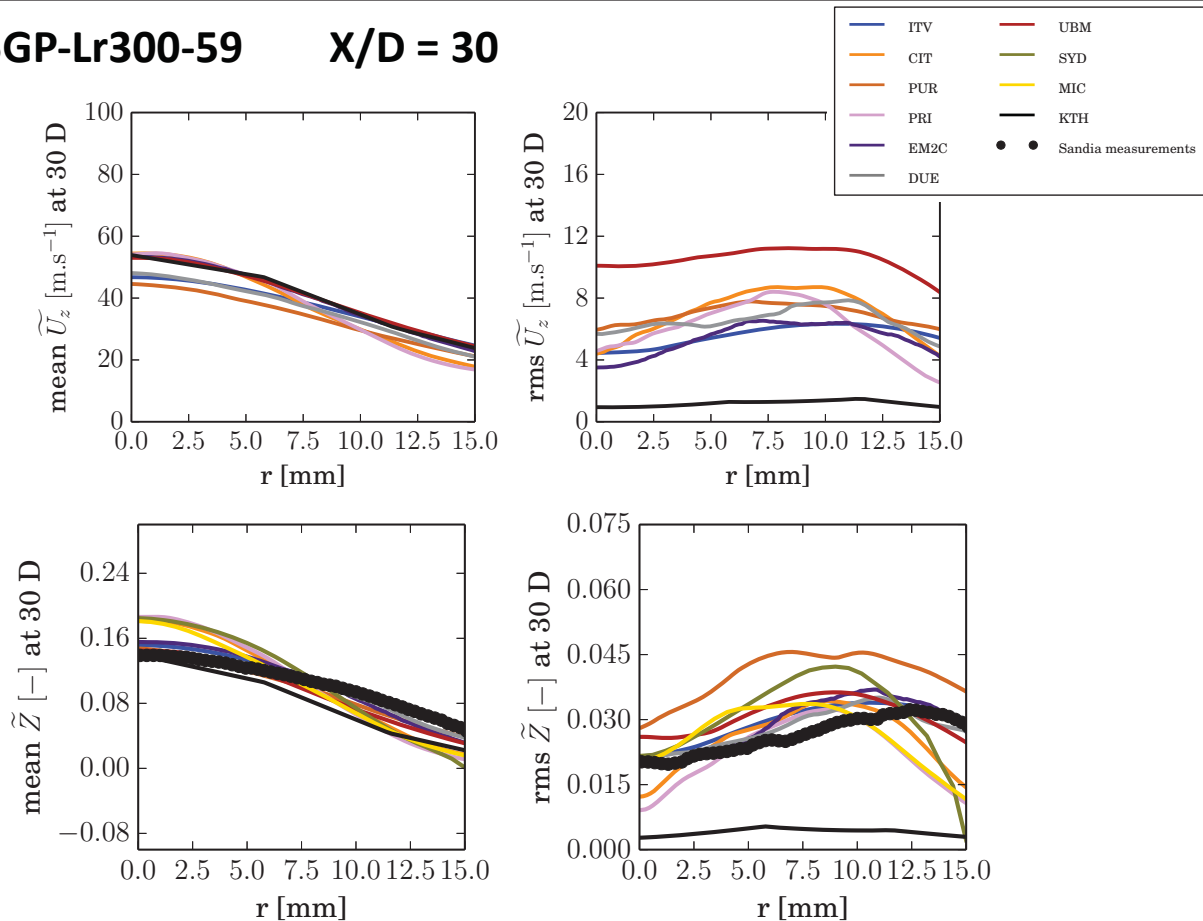 GP-Lr300-59 X/D = 30
ITV
CIT
PUR
PRI
EM2C
DUE
UBM
SYD
MIC
KTH
Sandia measurements
mean Ũz [m.s⁻¹] at 30 D
100
80
60
40
20
0
0.0 2.5 5.0 7.5 10.0 12.5 15.0
r [mm]
rms Ũz [m.s⁻¹] at 30 D
20
16
12
8
4
0
0.0 2.5 5.0 7.5 10.0 12.5 15.0
r [mm]
mean Z̃ [−] at 30 D
0.24
0.16
0.08
0.00
−0.08
0.0 2.5 5.0 7.5 10.0 12.5 15.0
r [mm]
rms Z̃ [−] at 30 D
0.075
0.060
0.045
0.030
0.015
0.000
0.0 2.5 5.0 7.5 10.0 12.5 15.0
r [mm]